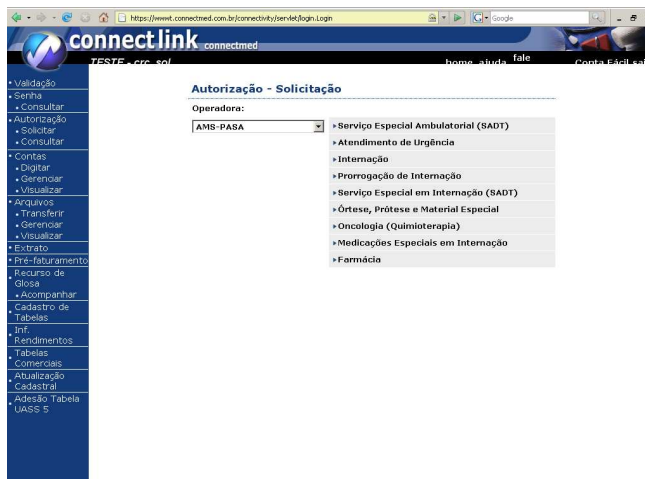 https://wwwt.connectmed.com.br/connectivity/servlet/login.Login
Google
connect link connectmed
TESTE - crc_sol
home ajuda fale Conta Fácil sai
• Validação
• Senha
• Consultar
• Autorização
• Solicitar
• Consultar
• Contas
• Digitar
• Gerenciar
• Visualizar
• Arquivos
• Transferir
• Gerenciar
• Visualizar
• Extrato
• Pré-faturamento
• Recurso de
Glosa
• Acompanhar
• Cadastro de
Tabelas
• Inf.
Rendimentos
• Tabelas
Comerciais
• Atualização
Cadastral
• Adesão Tabela
UASS 5
Autorização - Solicitação
Operadora:
AMS-PASA
Serviço Especial Ambulatorial (SADT)
Atendimento de Urgência
Internação
Prorrogação de Internação
Serviço Especial em Internação (SADT)
Órtese, Prótese e Material Especial
Oncologia (Quimioterapia)
Medicações Especiais em Internação
Farmácia